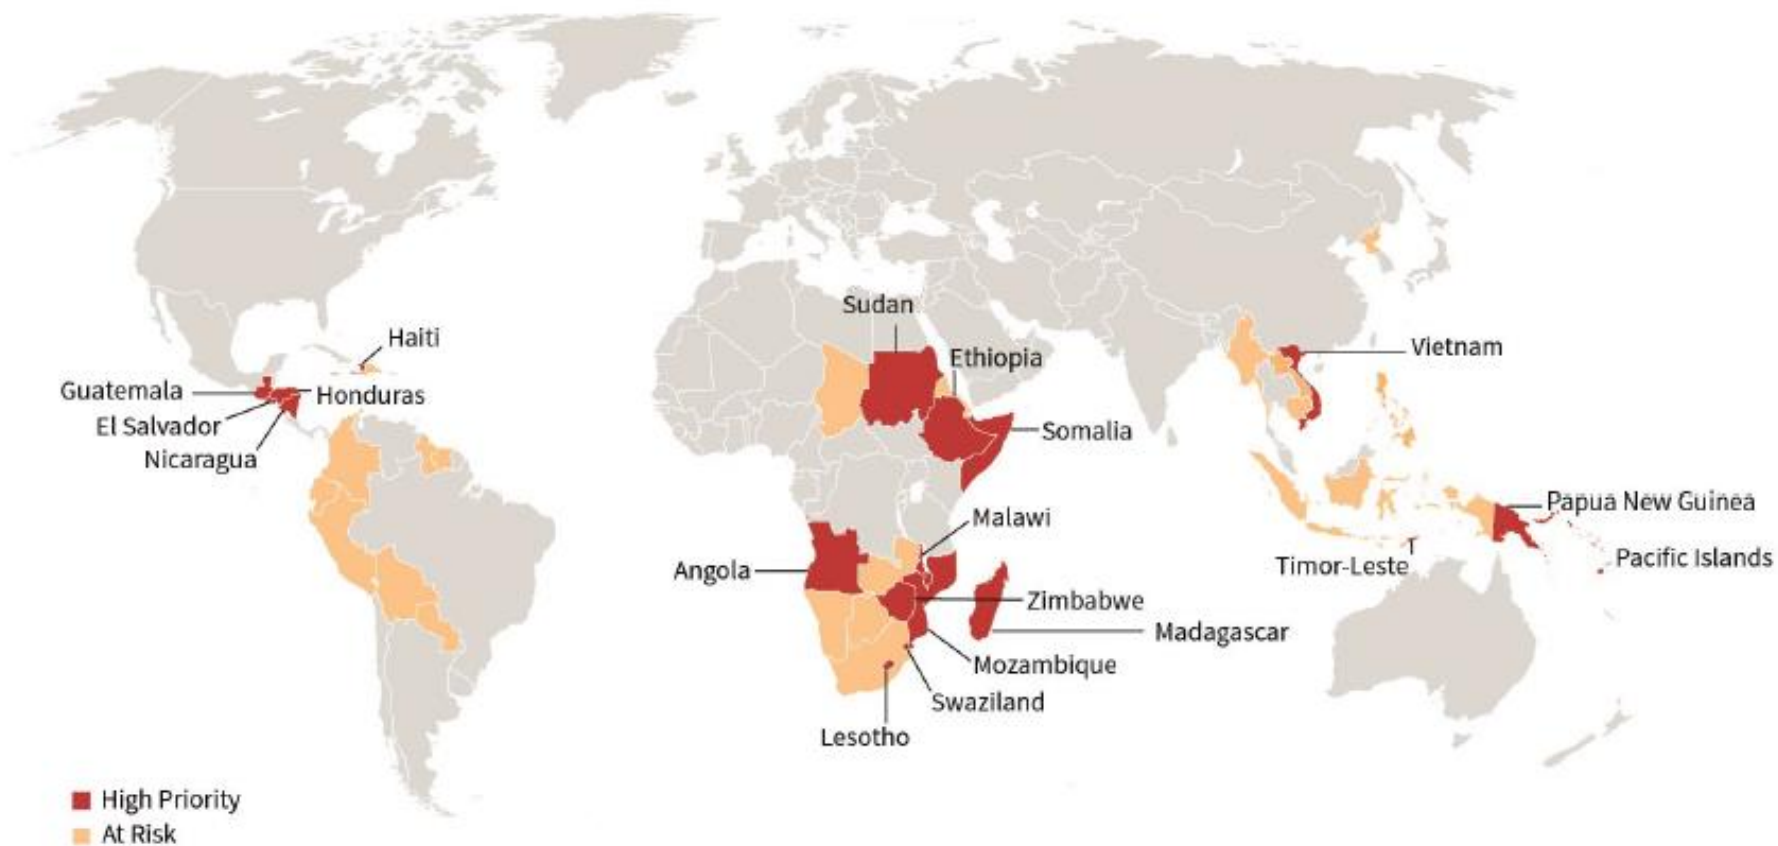 Sudan
Haiti
Ethiopia
Vietnam
Guatemala
Honduras
El Salvador
Somalia
Nicaragua
Papua New Guinea
Malawi
Pacific Islands
Timor-Leste
Angola
Zimbabwe
Madagascar
Mozambique
Swaziland
Lesotho
High Priority
At Risk